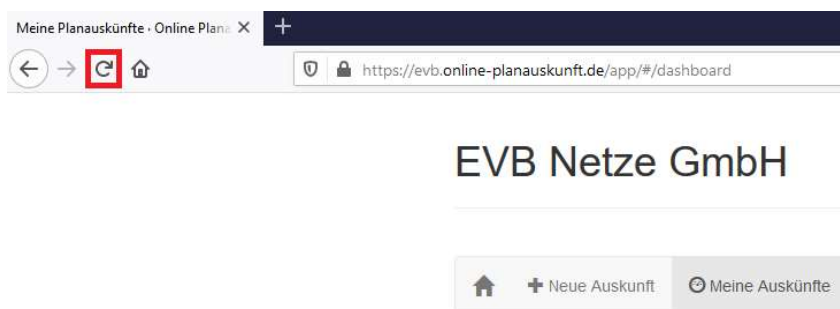 Meine Planauskünfte · Online Plana
https://evb.online-planauskunft.de/app/#/dashboard
EVB Netze GmbH
Neue Auskunft Meine Auskünfte